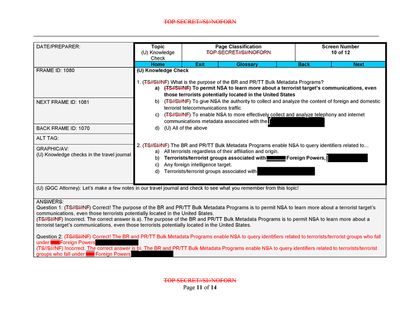 TOP SECRET//SI//NOFORN
DATE/PREPARER:
Topic
(U) Knowledge
Check
Page Classification
TOP SECRET//SI//NOFORN
Screen Number
10 of 12
Home
Exit
Glossary
Back
Next
FRAME ID: 1080
NEXT FRAME ID: 1081
BACK FRAME ID: 1070
ALT TAG:
GRAPHIC/AV:
(U) Knowledge checks in the travel journal
(U) Knowledge Check
1. (TS//SI//NF) What is the purpose of the BR and PR/TT Bulk Metadata Programs?
a) (TS//SI//NF) To permit NSA to learn more about a terrorist target's communications, even
those terrorists potentially located in the United States
b) (TS//SI//NF) To give NSA the authority to collect and analyze the content of foreign and domestic
terrorist telecommunications traffic
c) (TS//SI//NF) To enable NSA to more effectively collect and analyze telephony and internet
communications metadata associated with the
d) (U) All of the above
2. (TS//SI//NF) The BR and PR/TT Bulk Metadata Programs enable NSA to query identifiers related to...
a) All terrorists regardless of their affiliation and origin.
b) Terrorists/terrorist groups associated with Foreign Powers,
c) Any foreign intelligence target.
d) Terrorists/terrorist groups associated with
(U) (OGC Attorney): Let's make a few notes in our travel journal and check to see what you remember from this topic!
ANSWERS:
Question 1: (TS//SI//NF) Correct! The purpose of the BR and PR/TT Bulk Metadata Programs is to permit NSA to learn more about a terrorist target's
communications, even those terrorists potentially located in the United States.
(TS//SI//NF) Incorrect. The correct answer is a). The purpose of the BR and PR/TT Bulk Metadata Programs is to permit NSA to learn more about a
terrorist target's communications, even those terrorists potentially located in the United States.
Question 2: (TS//SI//NF) Correct! The BR and PR/TT Bulk Metadata Programs enable NSA to query identifiers related to terrorists/terrorist groups who fall
under Foreign Powers
(TS//SI//NF) Incorrect. The correct answer is b). The BR and PR/TT Bulk Metadata Programs enable NSA to query identifiers related to terrorists/terrorist
groups who fall under Foreign Powers
TOP SECRET//SI//NOFORN
Page 11 of 14